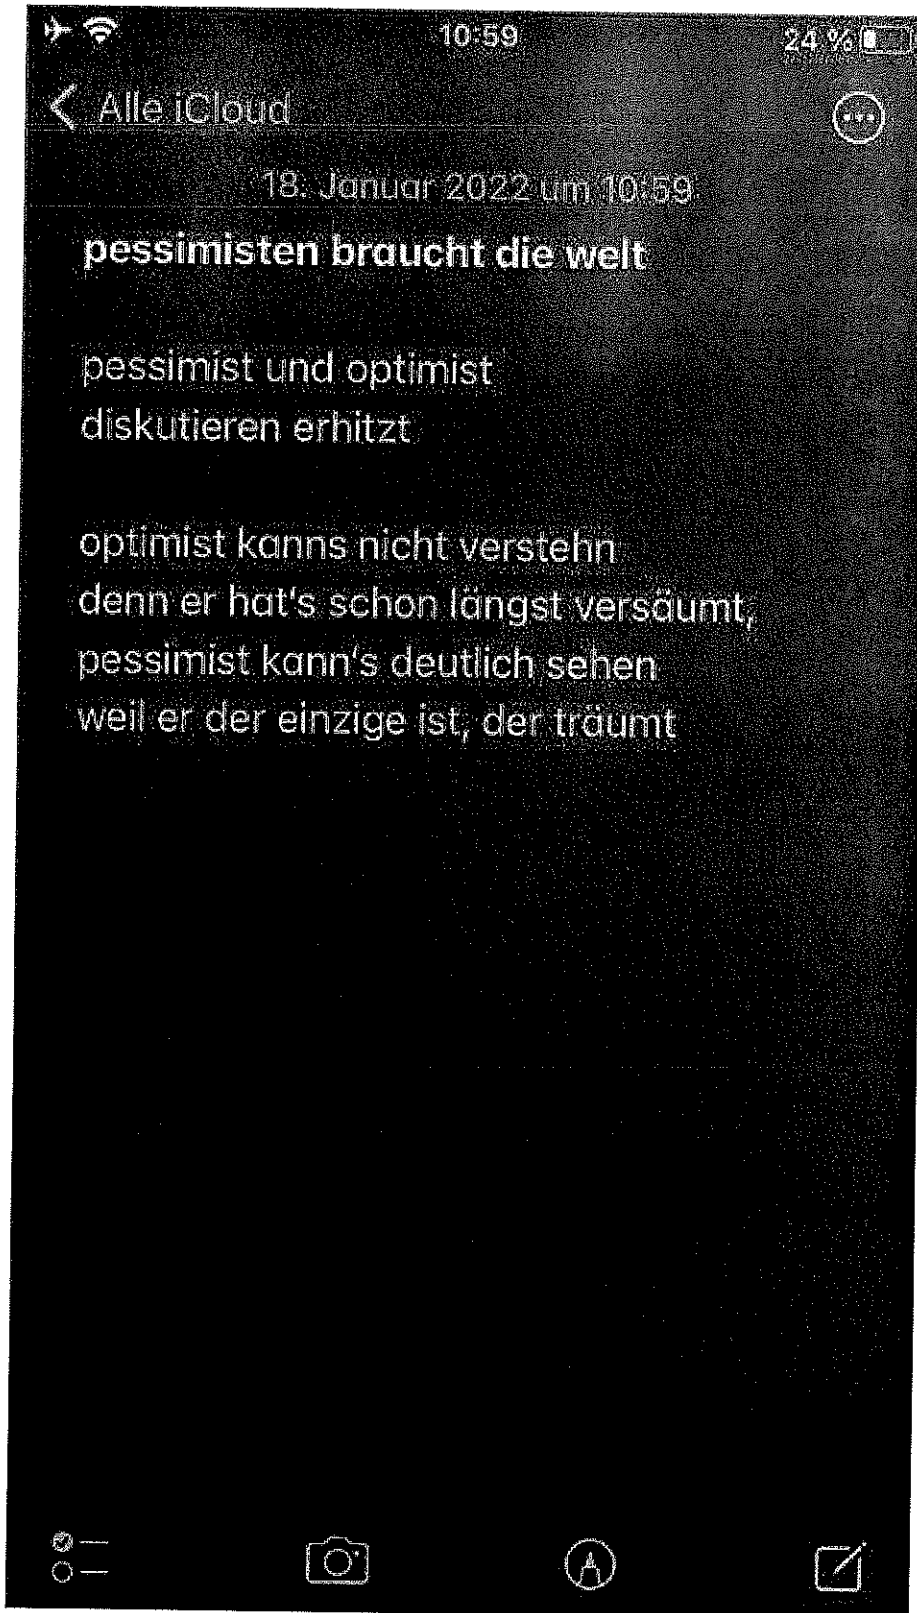 10:59
24 %
Alle iCloud
18. Januar 2022 um 10:59
pessimisten braucht die welt
pessimist und optimist
diskutieren erhitzt
optimist kanns nicht verstehn
denn er hat's schon längst versäumt,
pessimist kann's deutlich sehen
weil er der einzige ist, der träumt